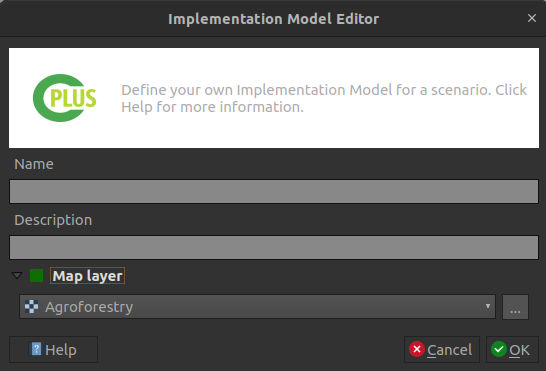 Implementation Model Editor
CPLUS
Define your own Implementation Model for a scenario. Click
Help for more information.
Name
Description
Map layer
Agroforestry
...
Help
Cancel
OK